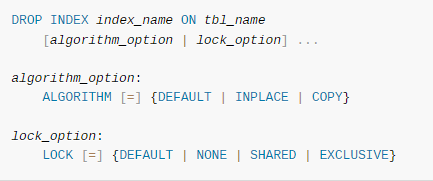 DROP INDEX index_name ON tbl_name
    [algorithm_option | lock_option] ...
algorithm_option:
    ALGORITHM [=] {DEFAULT | INPLACE | COPY}
lock_option:
    LOCK [=] {DEFAULT | NONE | SHARED | EXCLUSIVE}